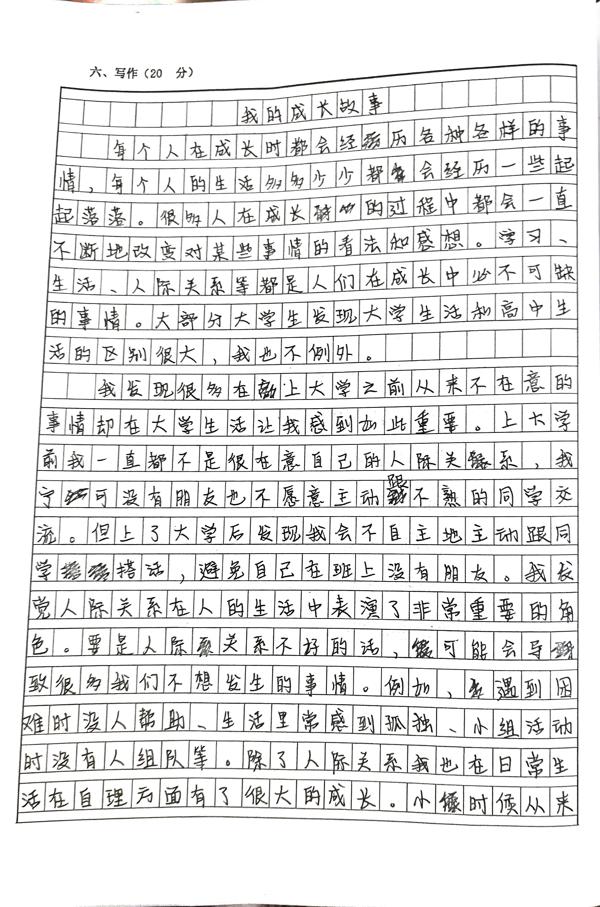 六、写作（20 分）
我的成长故事
每个人在成长时都会经历各种各样的事
情，每个人的生活多多少少都会经历一些起
起落落。很多人在成长的过程中都会一直
不断地改变对某些事情的看法和感想。学习、
生活、人际关系等都是人们在成长中必不可缺
的事情。大部分大学生发现大学生活和高中生
活的区别很大，我也不例外。
我发现很多在上大学之前从来不在意的
事情却在大学生活让我感到如此重要。上大学
前我一直都不是很在意自己的人际关系，我
宁可没有朋友也不愿意主动跟不熟的同学交
流。但上了大学后发现我会不自主地主动跟同
学搭话，避免自己在班上没有朋友。我发
觉人际关系在人的生活中表演了非常重要的角
色。要是人际关系不好的话，可能会导
致很多我们不想发生的事情。例如，遇到困
难时没人帮助、生活里常感到孤独、小组活动
时没有人组队等。除了人际关系我也在日常生
活在自理方面有了很大的成长。小时候从来